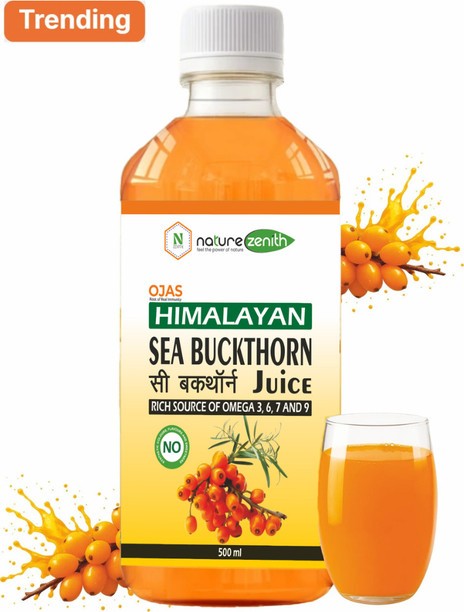 Trending
N
nature zenith
feel the power of nature
OJAS
HIMALAYAN
SEA BUCKTHORN
सी बकथॉर्न Juice
RICH SOURCE OF OMEGA 3, 6, 7 AND 9
NO
500 ml